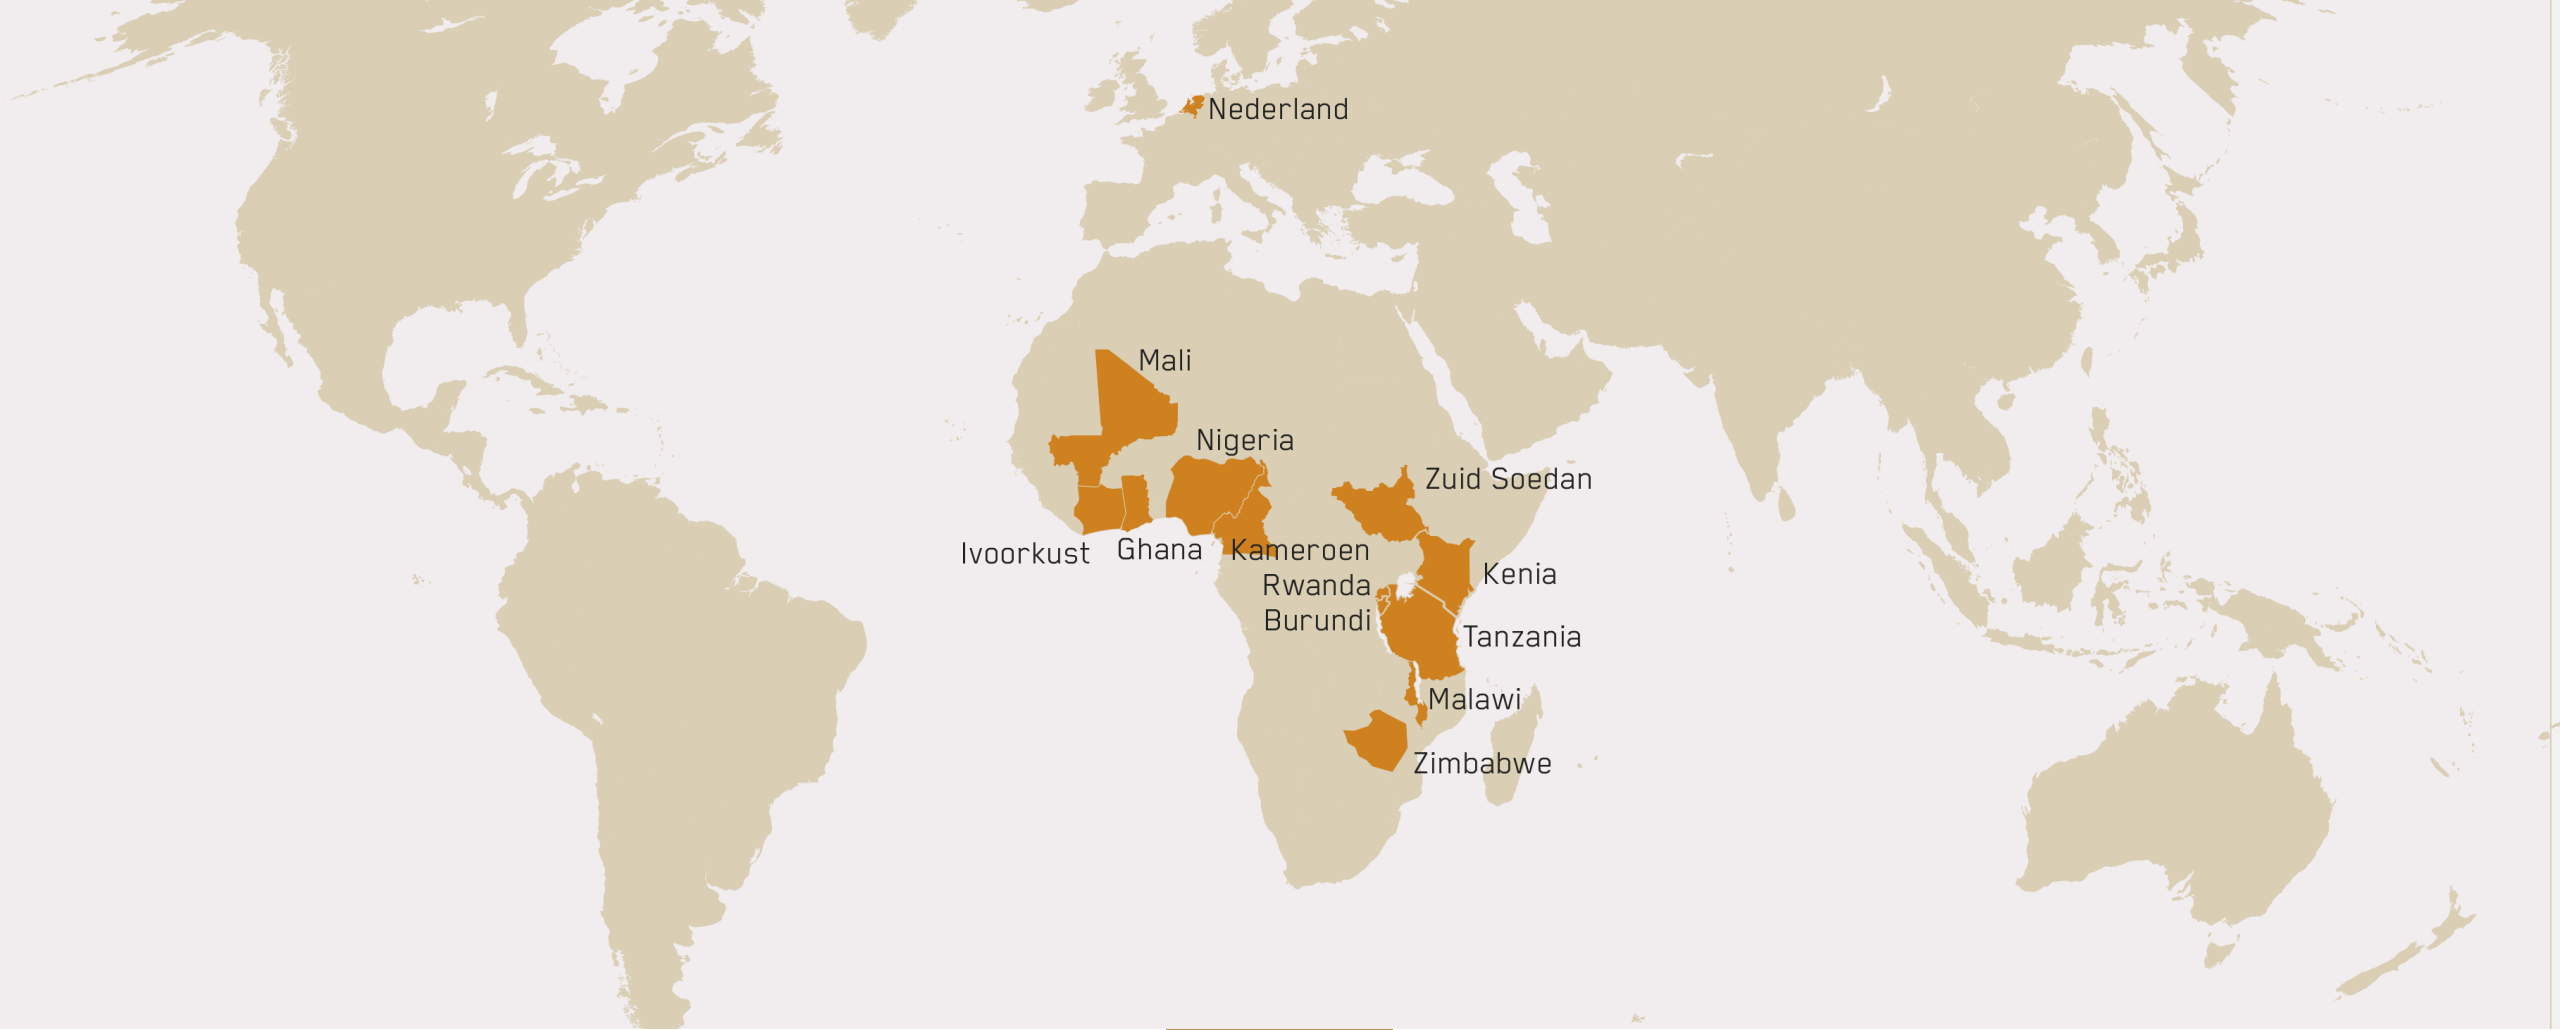 Nederland
Mali
Nigeria
Zuid Soedan
Ivoorkust
Ghana
Kameroen
Kenia
Rwanda
Burundi
Tanzania
Malawi
Zimbabwe